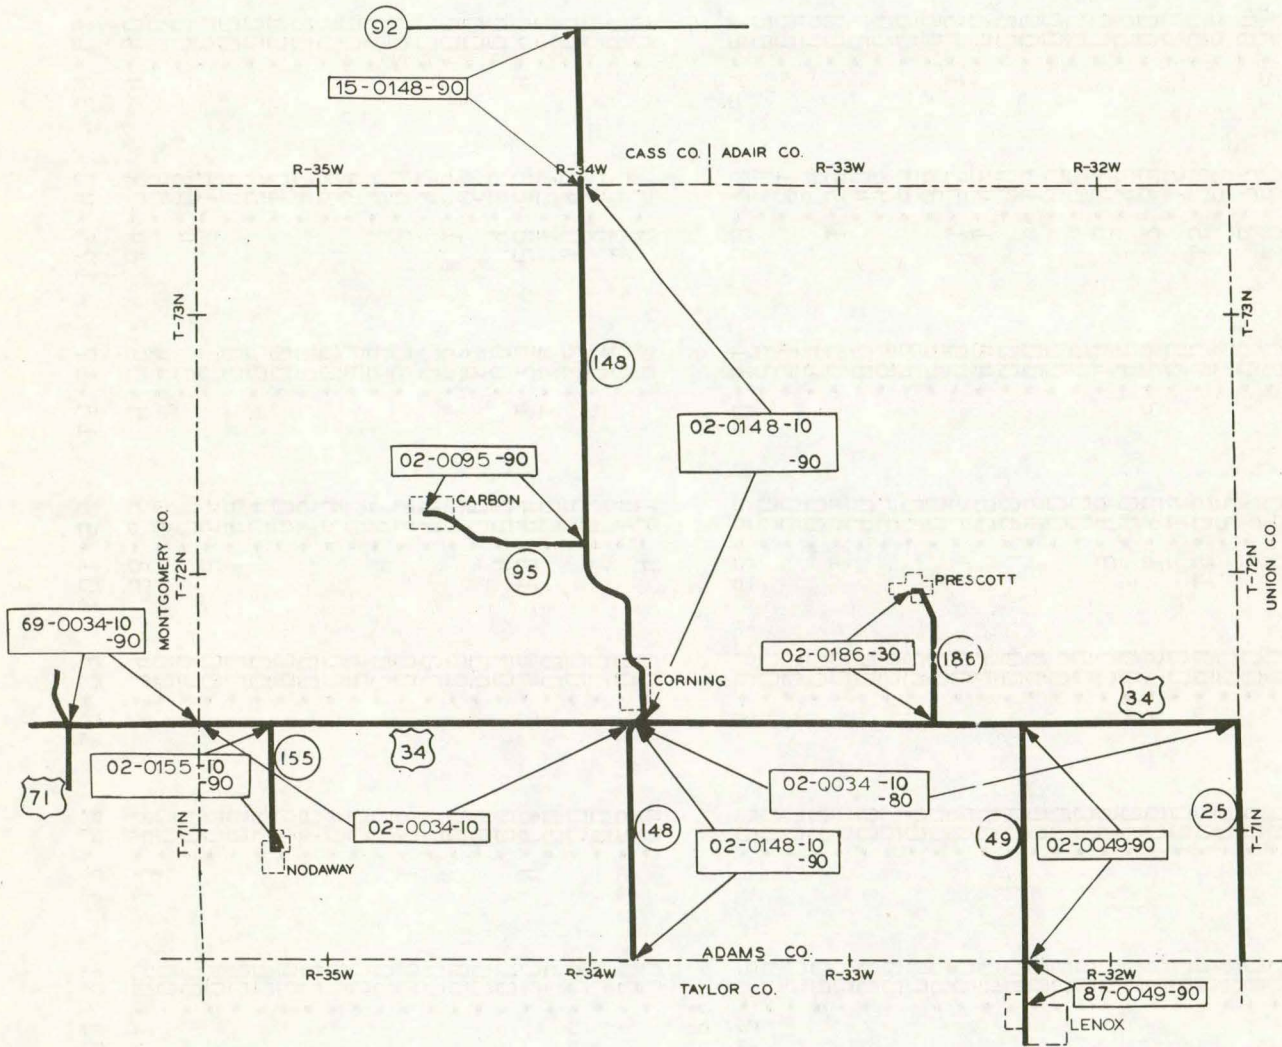 92
15-0148-90
CASS CO.
ADAIR CO.
R-35W
R-34W
R-33W
R-32W
T-73N
T-73N
148
02-0148-10
-90
02-0095-90
CARBON
MONTGOMERY CO.
T-72N
95
T-72N
UNION CO.
PRESCOTT
69-0034-10
-90
02-0186-30
186
CORNING
34
34
155
02-0155-10
-90
71
02-0034-10
-80
02-0034-10
148
02-0148-10
-90
49
02-0049-90
25
T-71N
T-71N
NODAWAY
ADAMS CO.
R-35W
R-34W
R-33W
R-32W
TAYLOR CO.
87-0049-90
LENOX